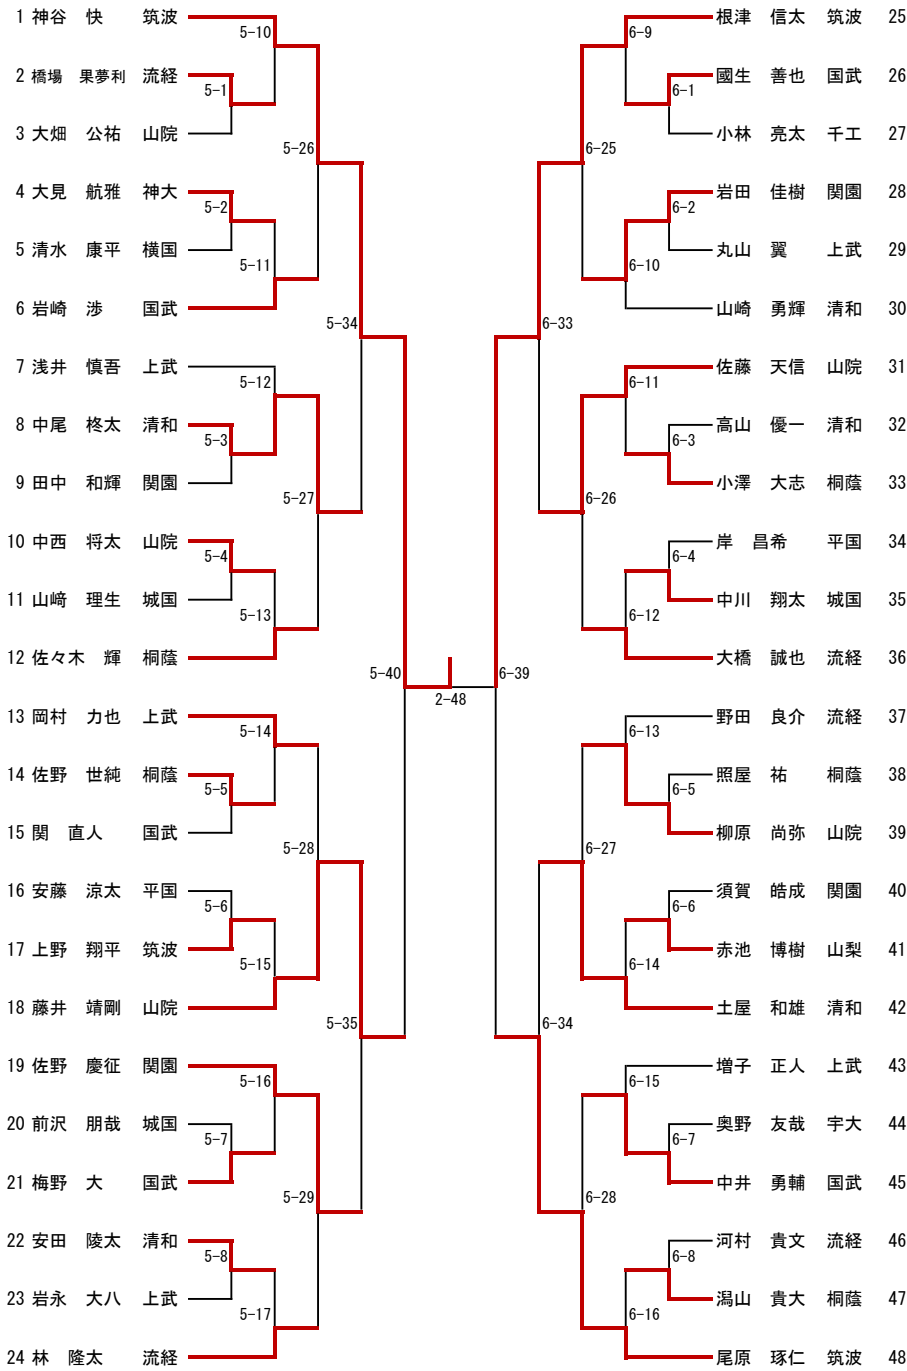 1 神谷 快 筑波
5-10
2 橋場 果夢利 流経
5-1
3 大畑 公祐 山院
5-26
4 大見 航雅 神大
5-2
5 清水 康平 横国
5-11
6 岩崎 渉 国武
5-34
7 浅井 慎吾 上武
5-12
8 中尾 柊太 清和
5-3
9 田中 和輝 関園
5-27
10 中西 将太 山院
5-4
11 山﨑 理生 城国
5-13
12 佐々木 輝 桐蔭
5-40
13 岡村 力也 上武
5-14
14 佐野 世純 桐蔭
5-5
15 関 直人 国武
5-28
16 安藤 涼太 平国
5-6
17 上野 翔平 筑波
5-15
18 藤井 靖剛 山院
5-35
19 佐野 慶征 関園
5-16
20 前沢 朋哉 城国
5-7
21 梅野 大 国武
5-29
22 安田 陵太 清和
5-8
23 岩永 大八 上武
5-17
24 林 隆太 流経
2-48
根津 信太 筑波 25
6-9
國生 善也 国武 26
6-1
小林 亮太 千工 27
6-25
岩田 佳樹 関園 28
6-2
丸山 翼 上武 29
6-10
山崎 勇輝 清和 30
6-33
佐藤 天信 山院 31
6-11
高山 優一 清和 32
6-3
小澤 大志 桐蔭 33
6-26
岸 昌希 平国 34
6-4
中川 翔太 城国 35
6-12
大橋 誠也 流経 36
6-39
野田 良介 流経 37
6-13
照屋 祐 桐蔭 38
6-5
柳原 尚弥 山院 39
6-27
須賀 皓成 関園 40
6-6
赤池 博樹 山梨 41
6-14
土屋 和雄 清和 42
6-34
増子 正人 上武 43
6-15
奥野 友哉 宇大 44
6-7
中井 勇輔 国武 45
6-28
河村 貴文 流経 46
6-8
潟山 貴大 桐蔭 47
6-16
尾原 琢仁 筑波 48